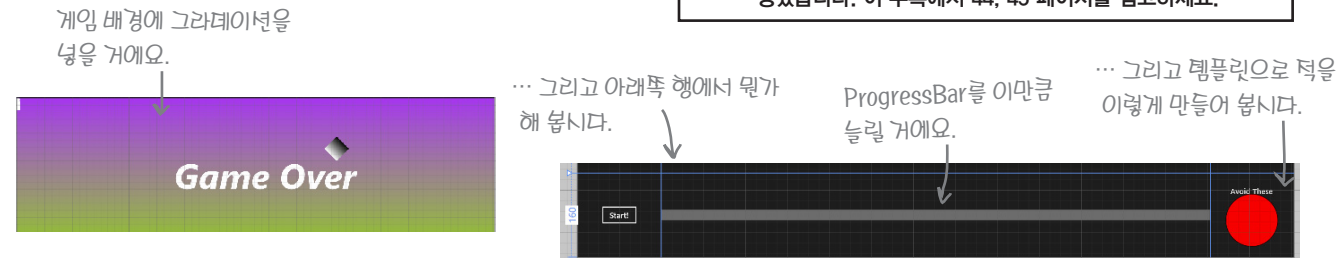 게임 배경에 그라데이션을
넣을 거에요.
… 그리고 아래쪽 행에서 뭔가
해 봅시다.
ProgressBar를 이만큼
늘릴 거에요.
… 그리고 템플릿으로 적을
이렇게 만들어 봅시다.
Game Over
160
Start!
Avoid These